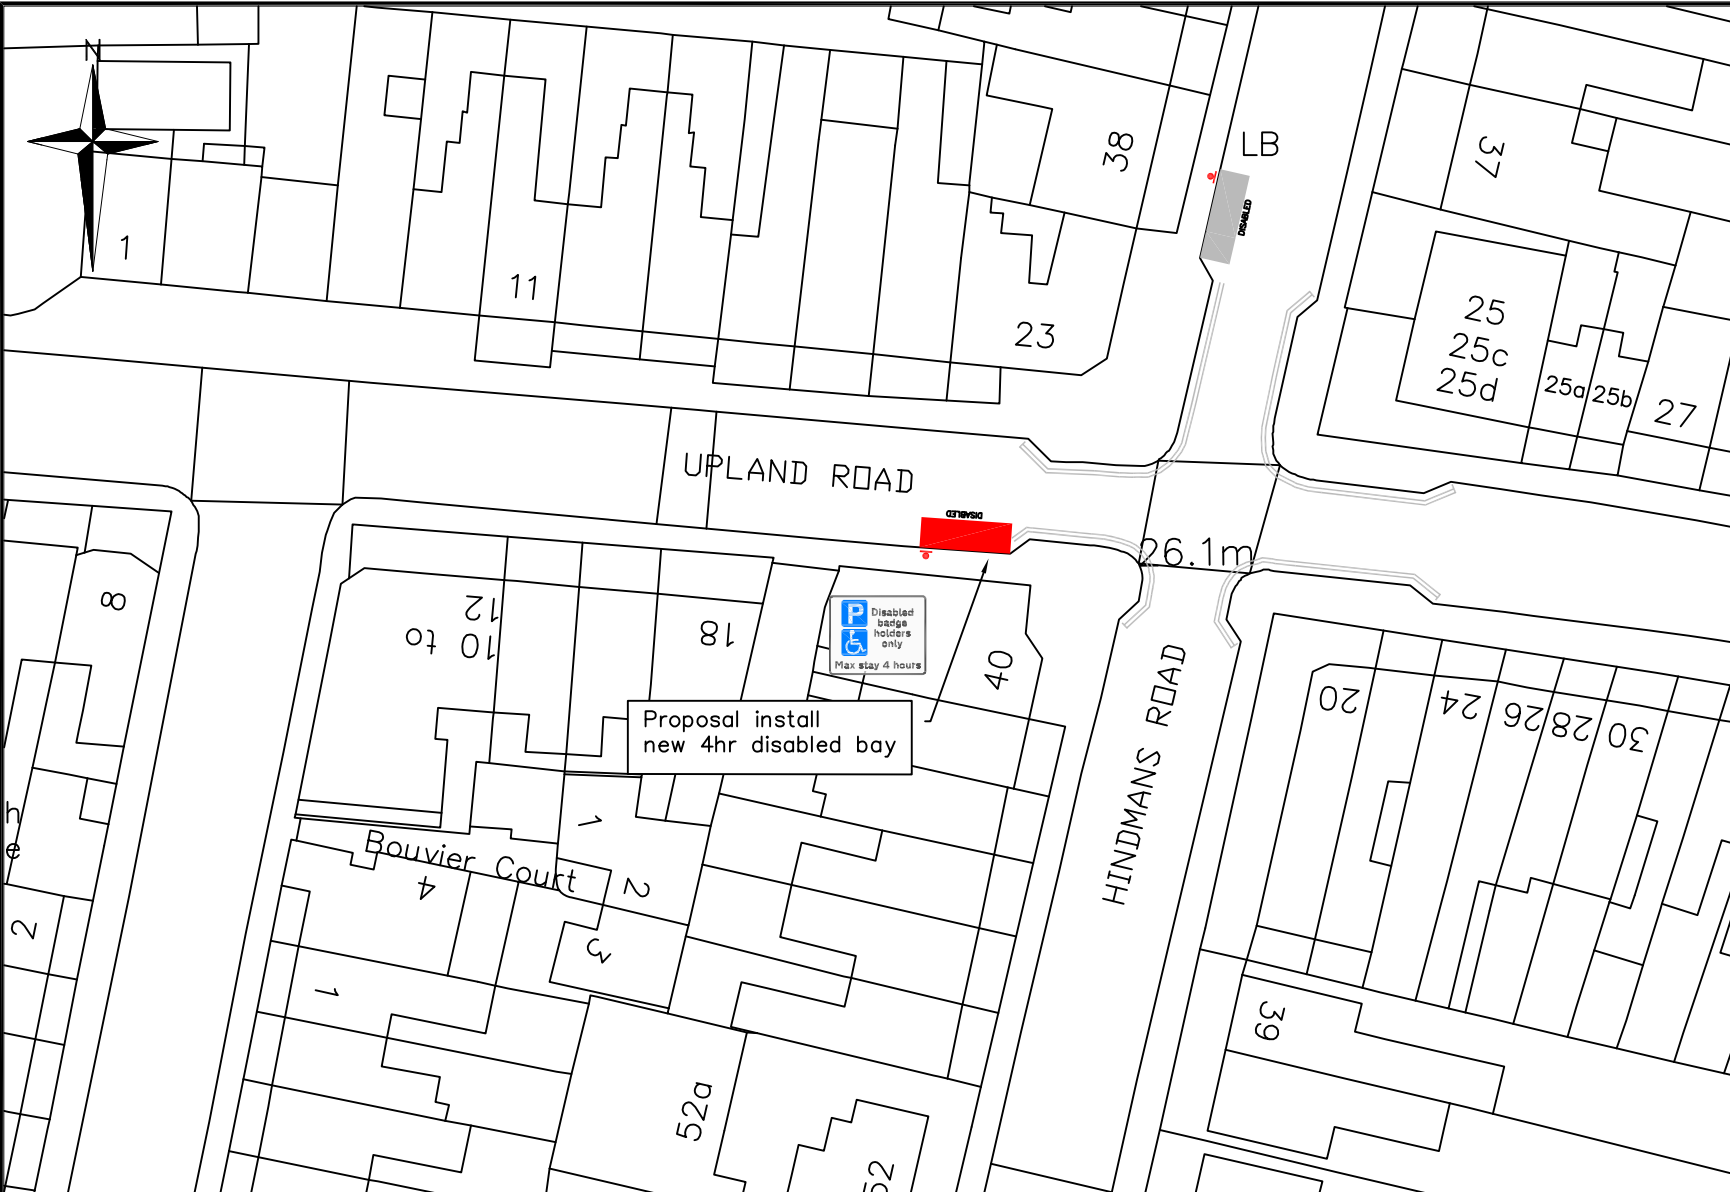 N
LB
38
37
1
11
23
DISABLED
25
25c
25d
25a
25b
27
UPLAND ROAD
DISABLED
26.1m
8
12
10 to
18
P Disabled
badge
holders
only
Max stay 4 hours
40
20
24
26
28
30
Proposal install
new 4hr disabled bay
HINDMANS ROAD
h
e
Bouvier Court
1
4
2
2
3
1
39
52a
52